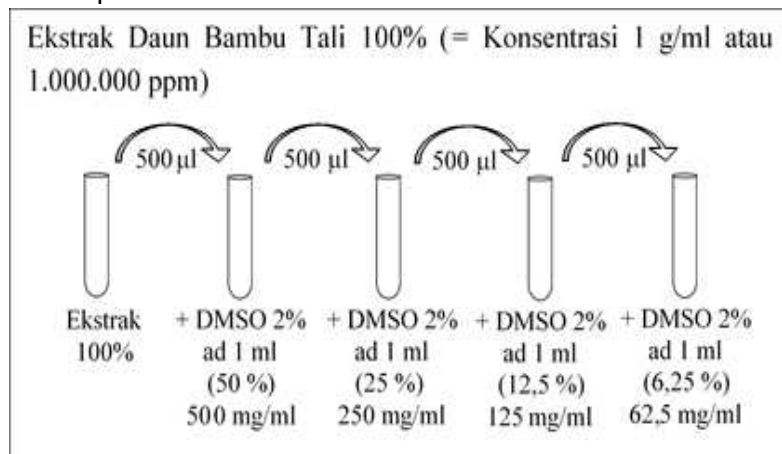 Ekstrak Daun Bambu Tali 100% (= Konsentrasi 1 g/ml atau
1.000.000 ppm)
500 µl
500 µl
500 µl
500 µl
Ekstrak
100%
+ DMSO 2%
ad 1 ml
(50 %)
500 mg/ml
+ DMSO 2%
ad 1 ml
(25 %)
250 mg/ml
+ DMSO 2%
ad 1 ml
(12,5 %)
125 mg/ml
+ DMSO 2%
ad 1 ml
(6,25 %)
62,5 mg/ml